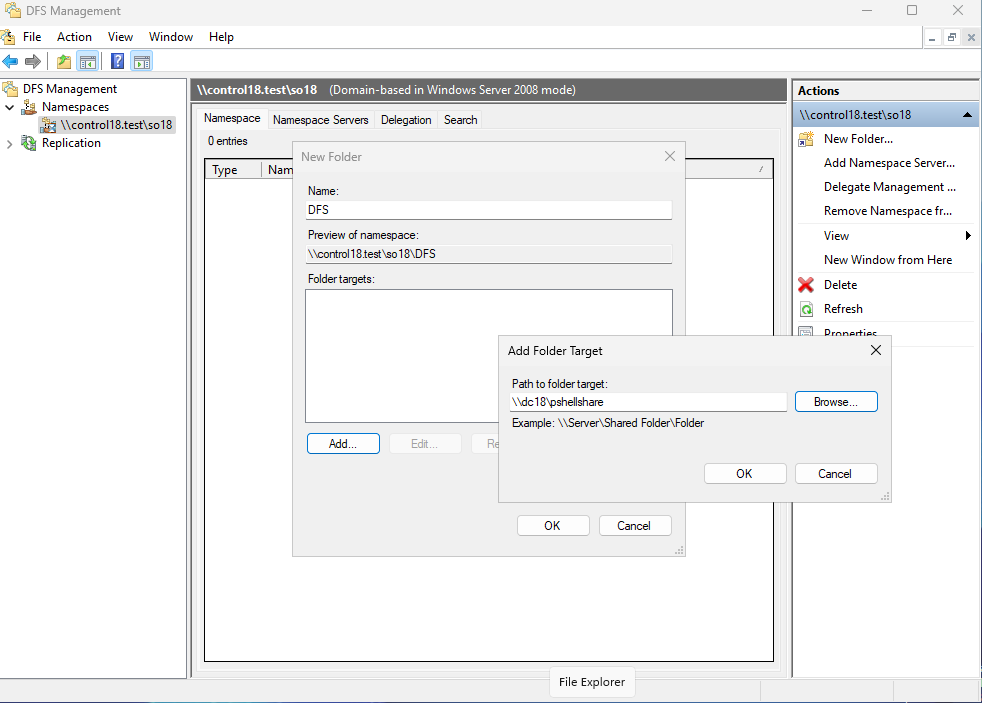 DFS Management
File Action View Window Help
DFS Management
Namespaces
\\control18.test\so18
Replication
\\control18.test\so18 (Domain-based in Windows Server 2008 mode)
Namespace Namespace Servers Delegation Search
0 entries
Type Nam
New Folder
Name:
DFS
Preview of namespace:
\\control18.test\so18\DFS
Folder targets:
Add... Edit... Re
OK Cancel
Add Folder Target
Path to folder target:
\\dc18\pshellshare
Browse...
Example: \\Server\Shared Folder\Folder
OK Cancel
Actions
\\control18.test\so18
New Folder...
Add Namespace Server...
Delegate Management ...
Remove Namespace fr...
View
New Window from Here
Delete
Refresh
Properties
File Explorer